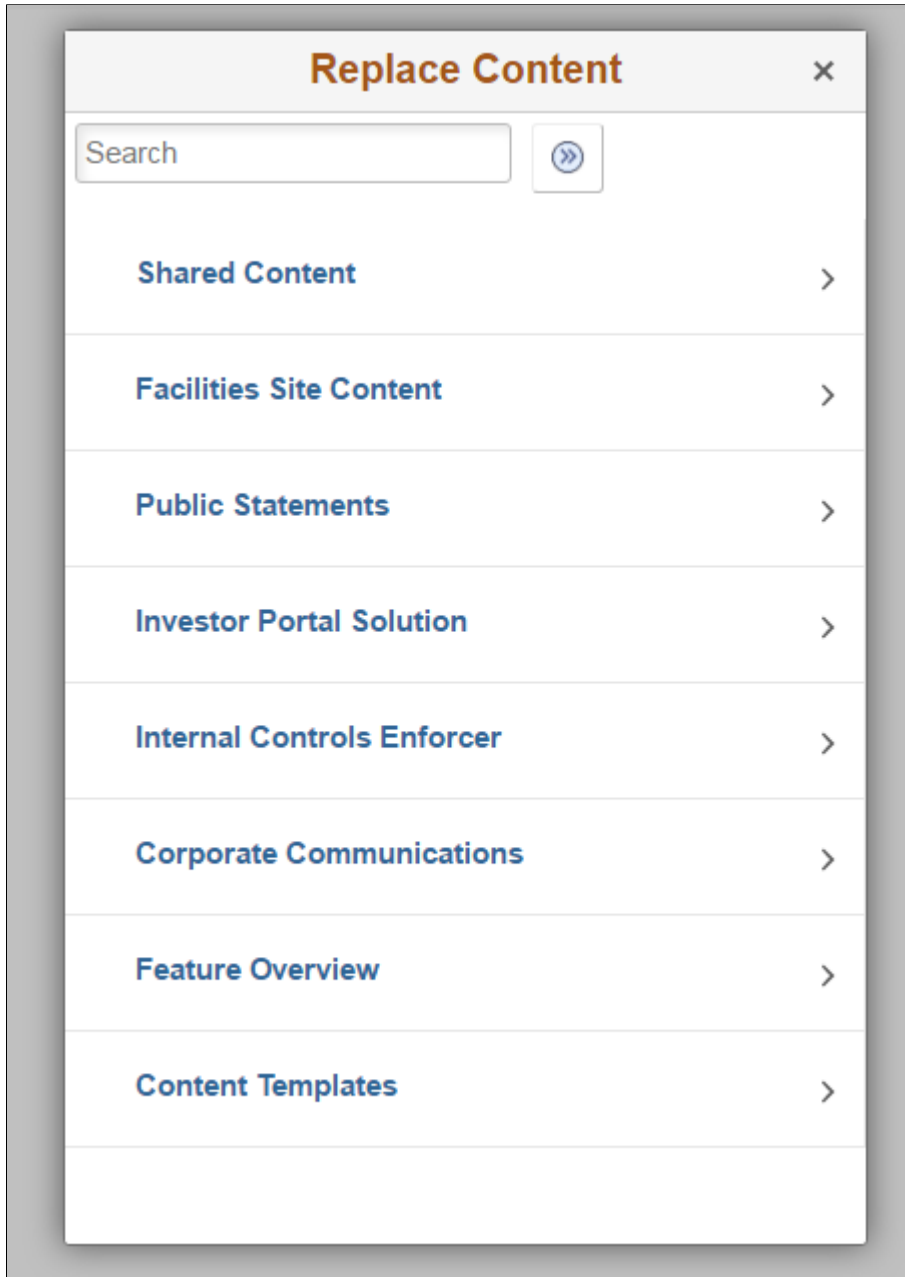 Replace Content
Search
Shared Content
Facilities Site Content
Public Statements
Investor Portal Solution
Internal Controls Enforcer
Corporate Communications
Feature Overview
Content Templates